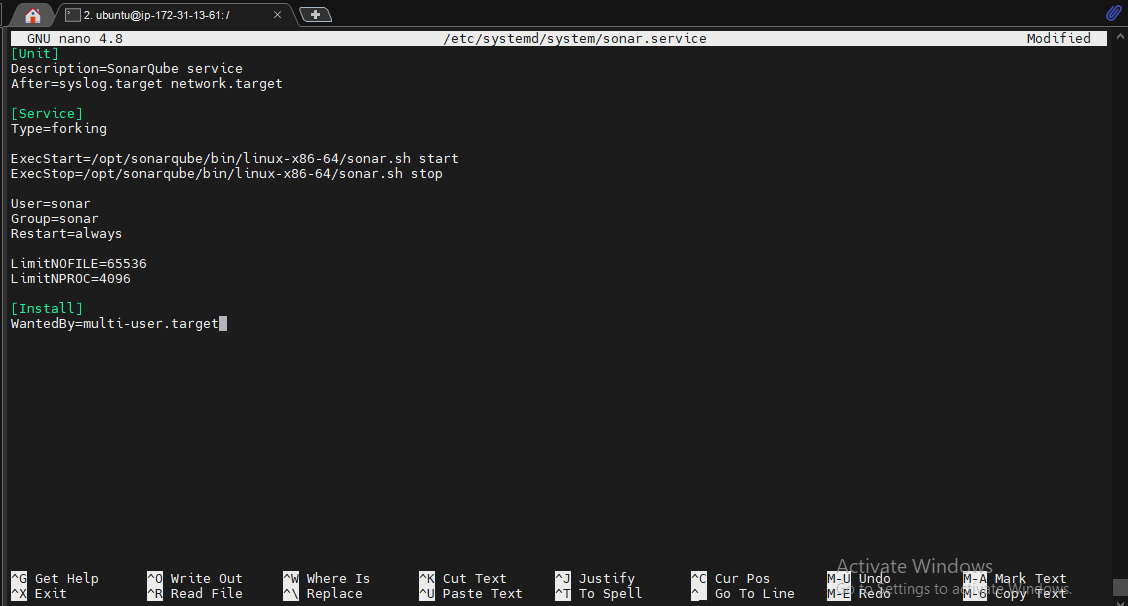 2. ubuntu@ip-172-31-13-61: /
GNU nano 4.8 /etc/systemd/system/sonar.service Modified
[Unit]
Description=SonarQube service
After=syslog.target network.target
[Service]
Type=forking
ExecStart=/opt/sonarqube/bin/linux-x86-64/sonar.sh start
ExecStop=/opt/sonarqube/bin/linux-x86-64/sonar.sh stop
User=sonar
Group=sonar
Restart=always
LimitNOFILE=65536
LimitNPROC=4096
[Install]
WantedBy=multi-user.target
Activate Windows
Go to Settings to activate Windows.
^G Get Help ^O Write Out ^W Where Is ^K Cut Text ^J Justify ^C Cur Pos M-U Undo M-A Mark Text
^X Exit ^R Read File ^\ Replace ^U Paste Text ^T To Spell ^_ Go To Line M-E Redo M-6 Copy Text